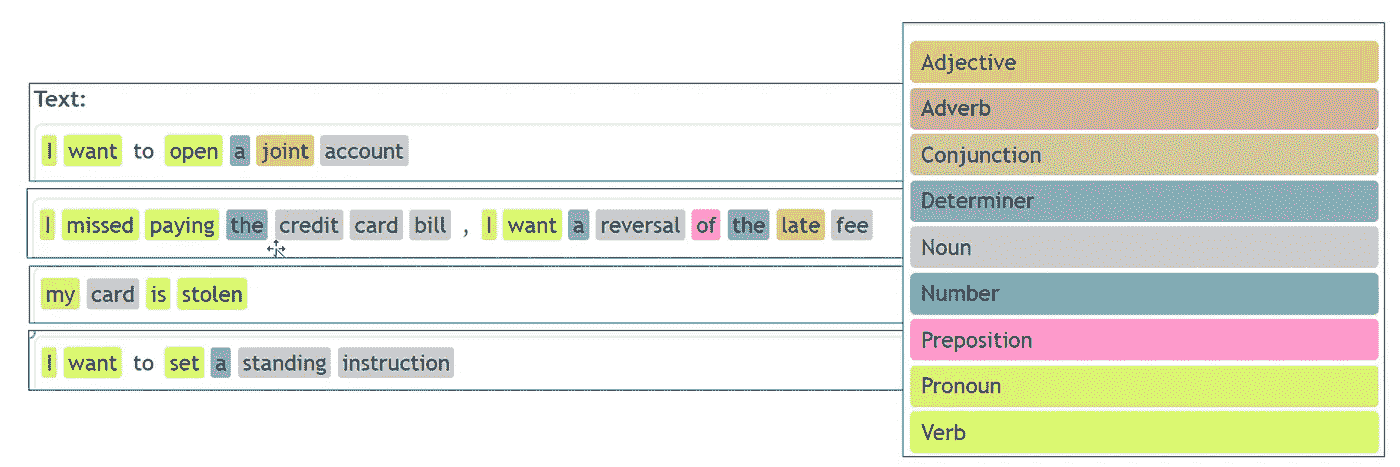 Text:
I want to open a joint account
I missed paying the credit card bill , I want a reversal of the late fee
my card is stolen
I want to set a standing instruction
Adjective
Adverb
Conjunction
Determiner
Noun
Number
Preposition
Pronoun
Verb